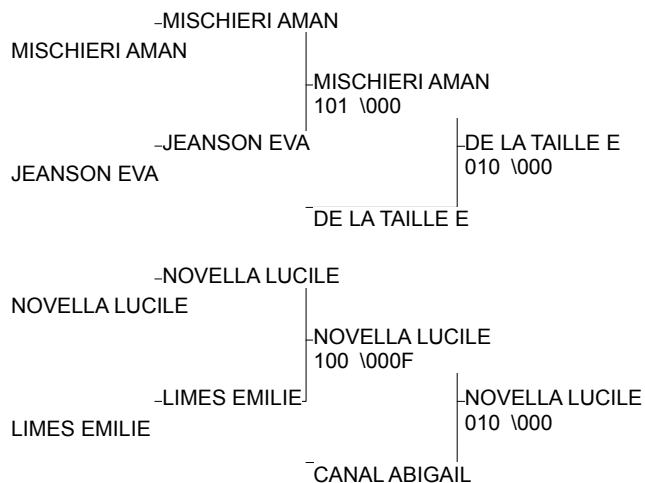 MISCHIERI AMAN
MISCHIERI AMAN
MISCHIERI AMAN
101 \000
JEANSON EVA
DE LA TAILLE E
010 \000
JEANSON EVA
DE LA TAILLE E
NOVELLA LUCILE
NOVELLA LUCILE
NOVELLA LUCILE
100 \000F
LIMES EMILIE
NOVELLA LUCILE
010 \000
LIMES EMILIE
CANAL ABIGAIL